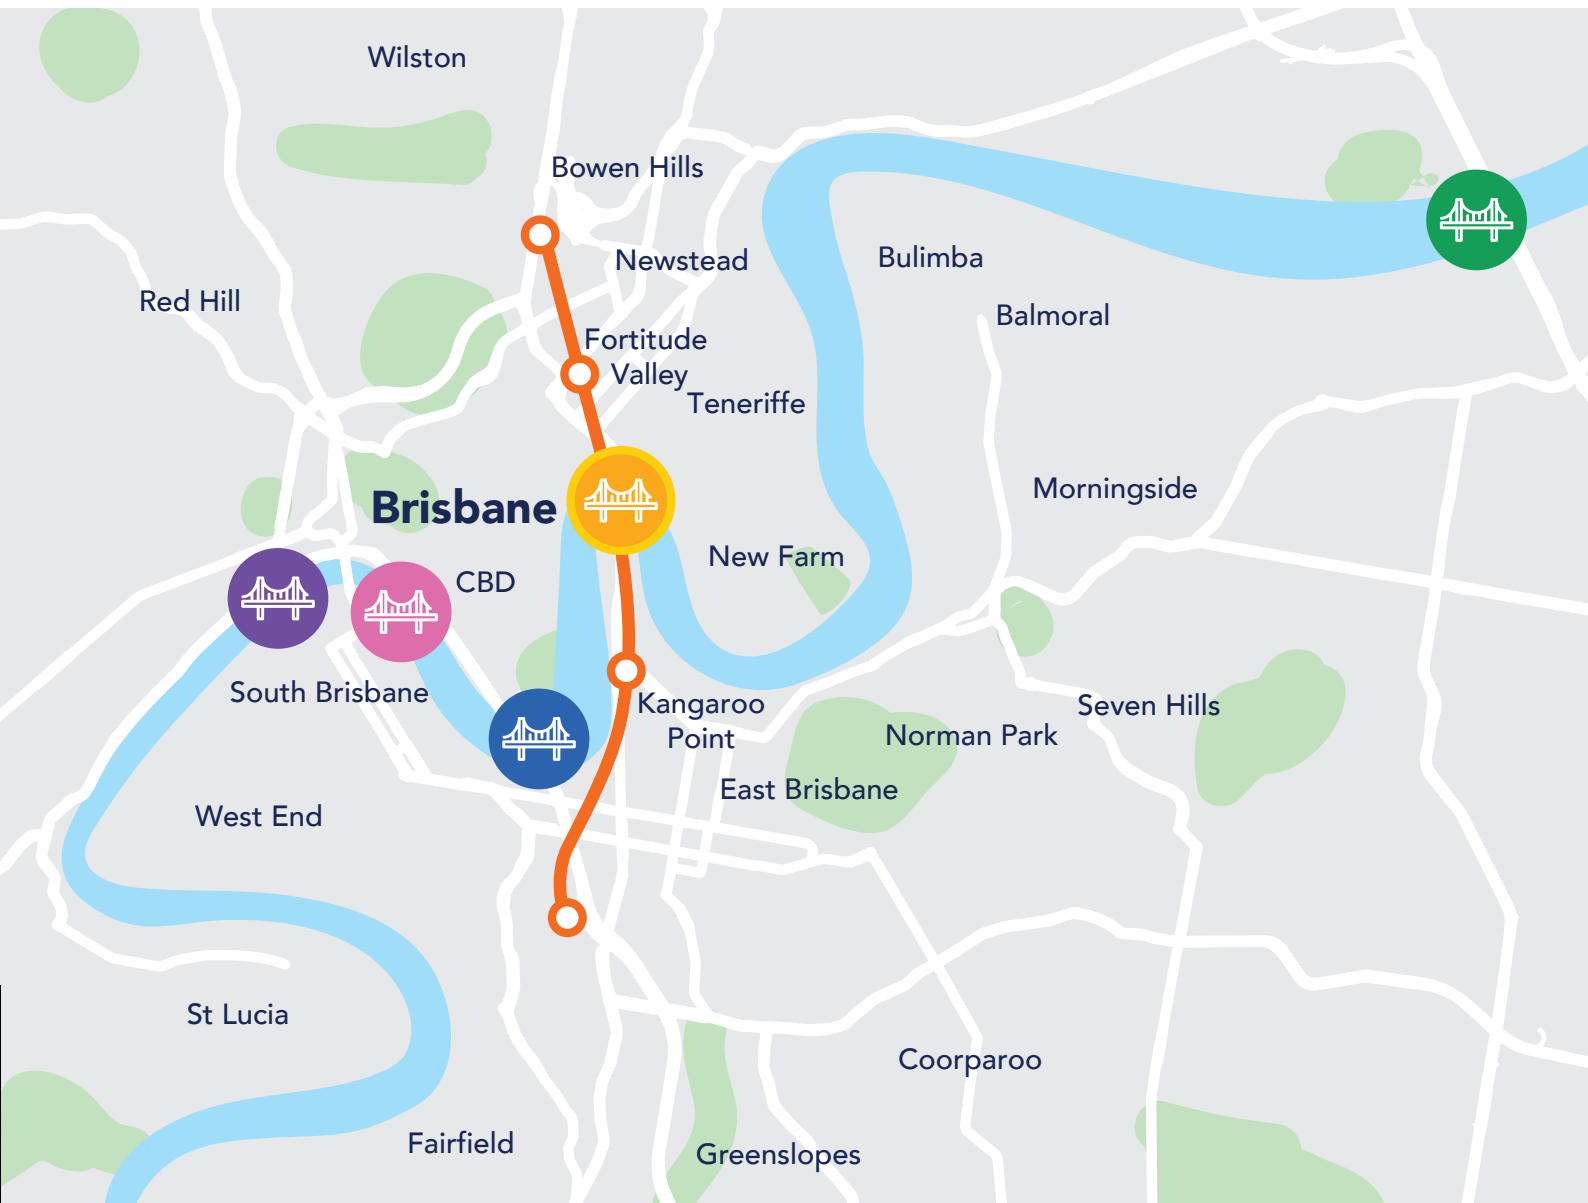 Wilston
Bowen Hills
Newstead
Bulimba
Red Hill
Balmoral
Fortitude
Valley
Teneriffe
Morningside
Brisbane
New Farm
CBD
South Brisbane
Kangaroo
Point
Seven Hills
Norman Park
East Brisbane
West End
St Lucia
Coorparoo
Fairfield
Greenslopes